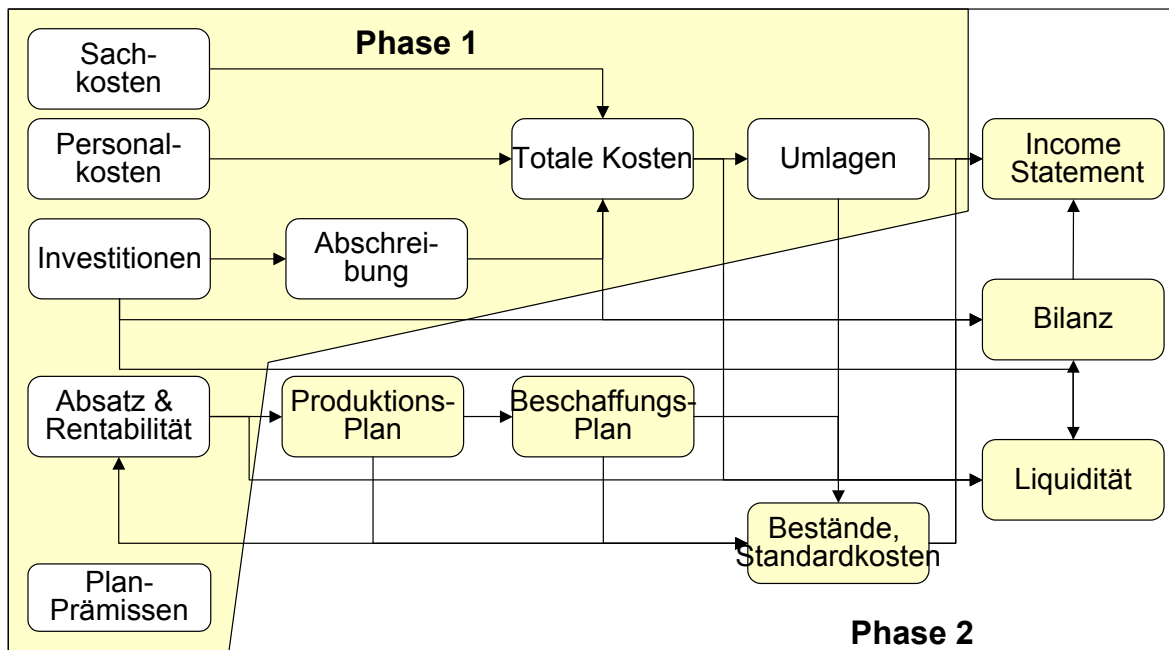 Phase 1
Sach-
kosten
Personal-
kosten
Totale Kosten
Umlagen
Income
Statement
Investitionen
Abschrei-
bung
Bilanz
Absatz &
Rentabilität
Produktions-
Plan
Beschaffungs-
Plan
Liquidität
Bestände,
Standardkosten
Plan-
Prämissen
Phase 2